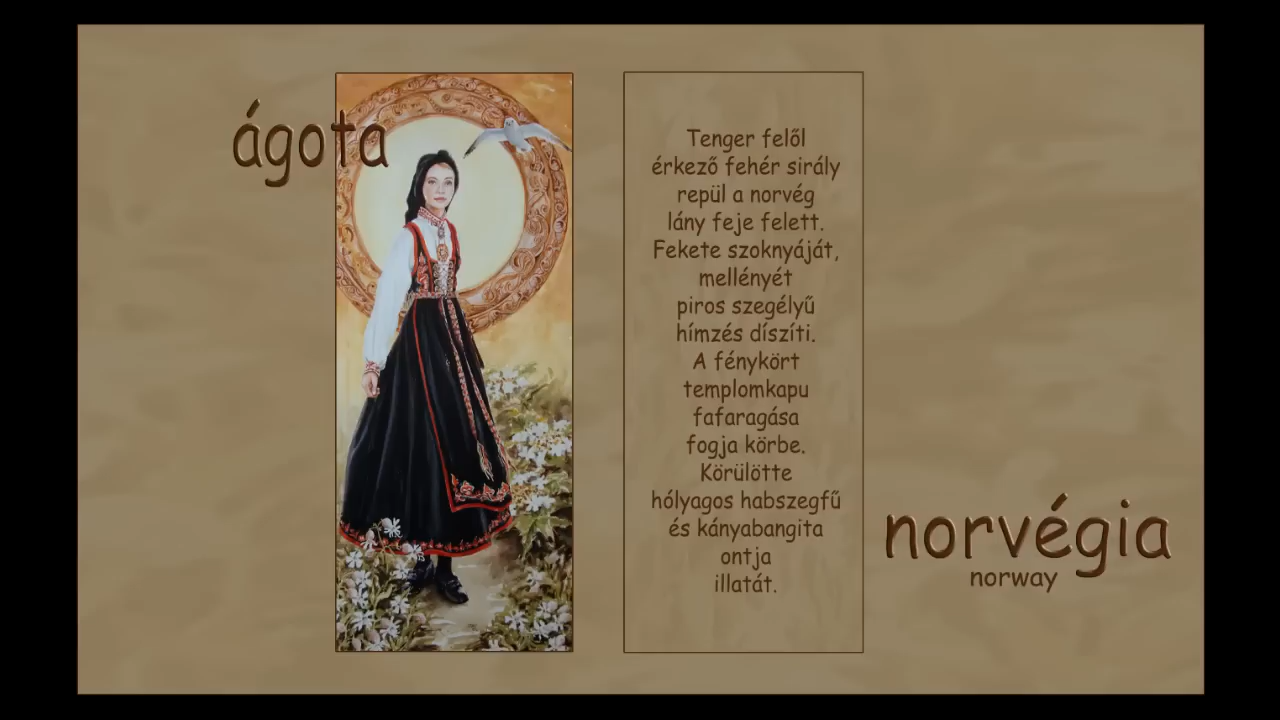 ágota
Tenger felől
érkező fehér sirály
repül a norvég
lány feje felett.
Fekete szoknyáját,
mellényét
piros szegélyű
hímzés díszíti.
A fénykört
templomkapu
fafaragása
fogja körbe.
Körülötte
hólyagos habszegfű
és kányabangita
ontja
illatát.
norvégia
norway